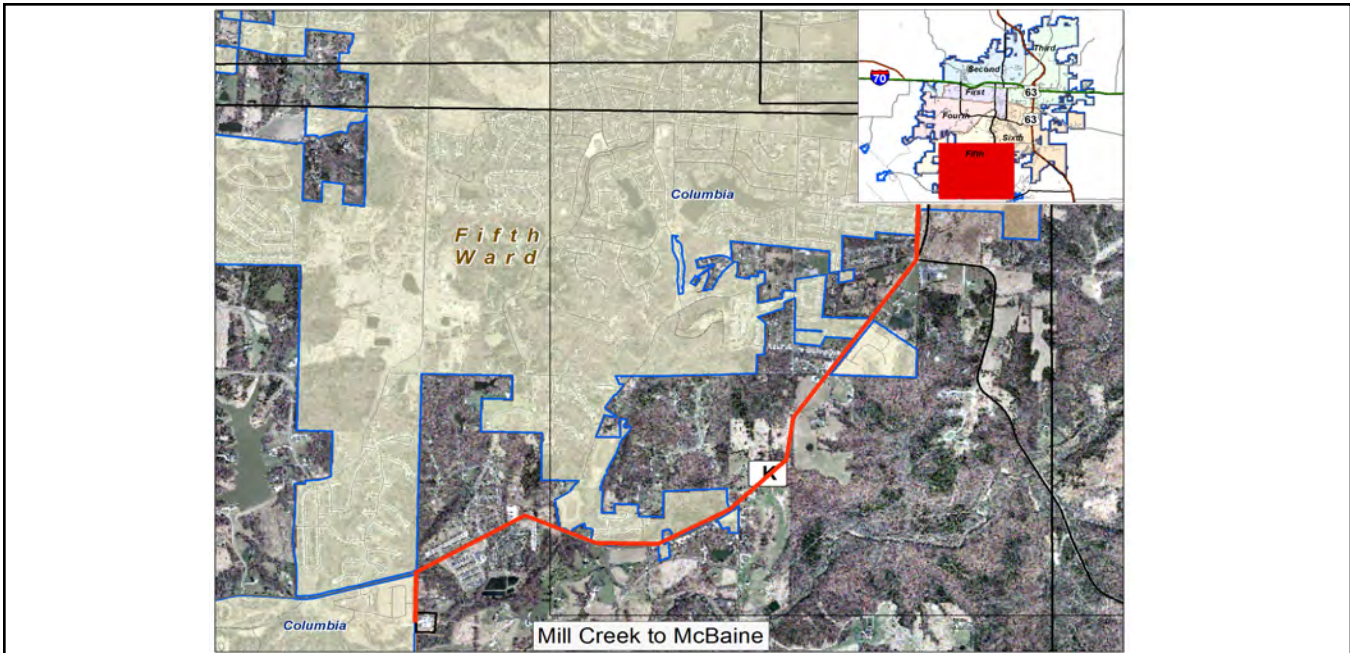 Third
Second
70
63
First
Fourth
63
Sixth
Fifth
Columbia
Fifth
Ward
K
Columbia
Mill Creek to McBaine